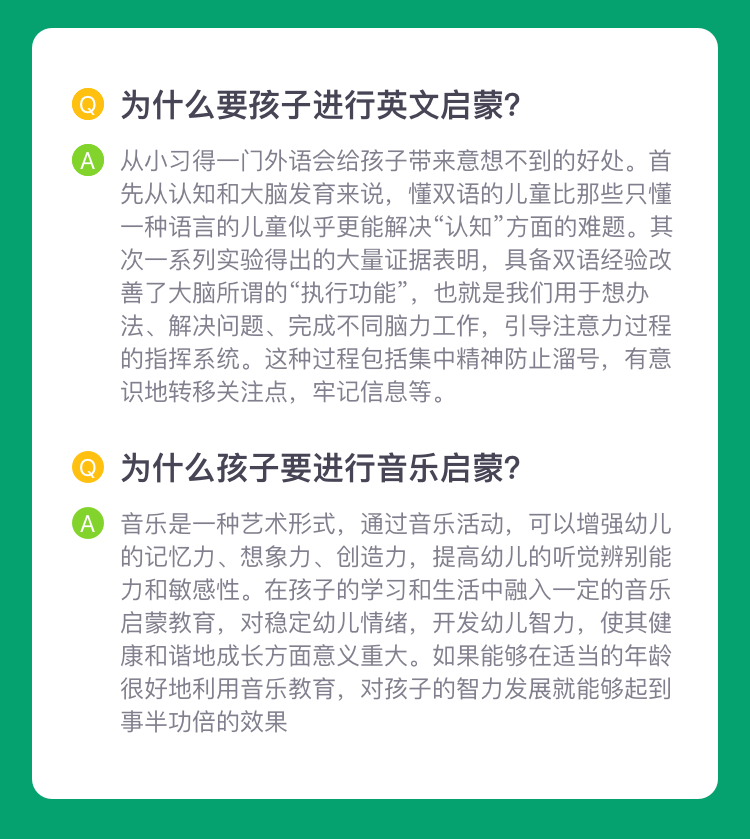 Q 为什么要孩子进行英文启蒙?
A 从小习得一门外语会给孩子带来意想不到的好处。首
先从认知和大脑发育来说，懂双语的儿童比那些只懂
一种语言的儿童似乎更能解决“认知”方面的难题。其
次一系列实验得出的大量证据表明，具备双语经验改
善了大脑所谓的“执行功能”，也就是我们用于想办
法、解决问题、完成不同脑力工作，引导注意力过程
的指挥系统。这种过程包括集中精神防止溜号，有意
识地转移关注点，牢记信息等。
Q 为什么孩子要进行音乐启蒙?
A 音乐是一种艺术形式，通过音乐活动，可以增强幼儿
的记忆力、想象力、创造力，提高幼儿的听觉辨别能
力和敏感性。在孩子的学习和生活中融入一定的音乐
启蒙教育，对稳定幼儿情绪，开发幼儿智力，使其健
康和谐地成长方面意义重大。如果能够在适当的年龄
很好地利用音乐教育，对孩子的智力发展就能够起到
事半功倍的效果